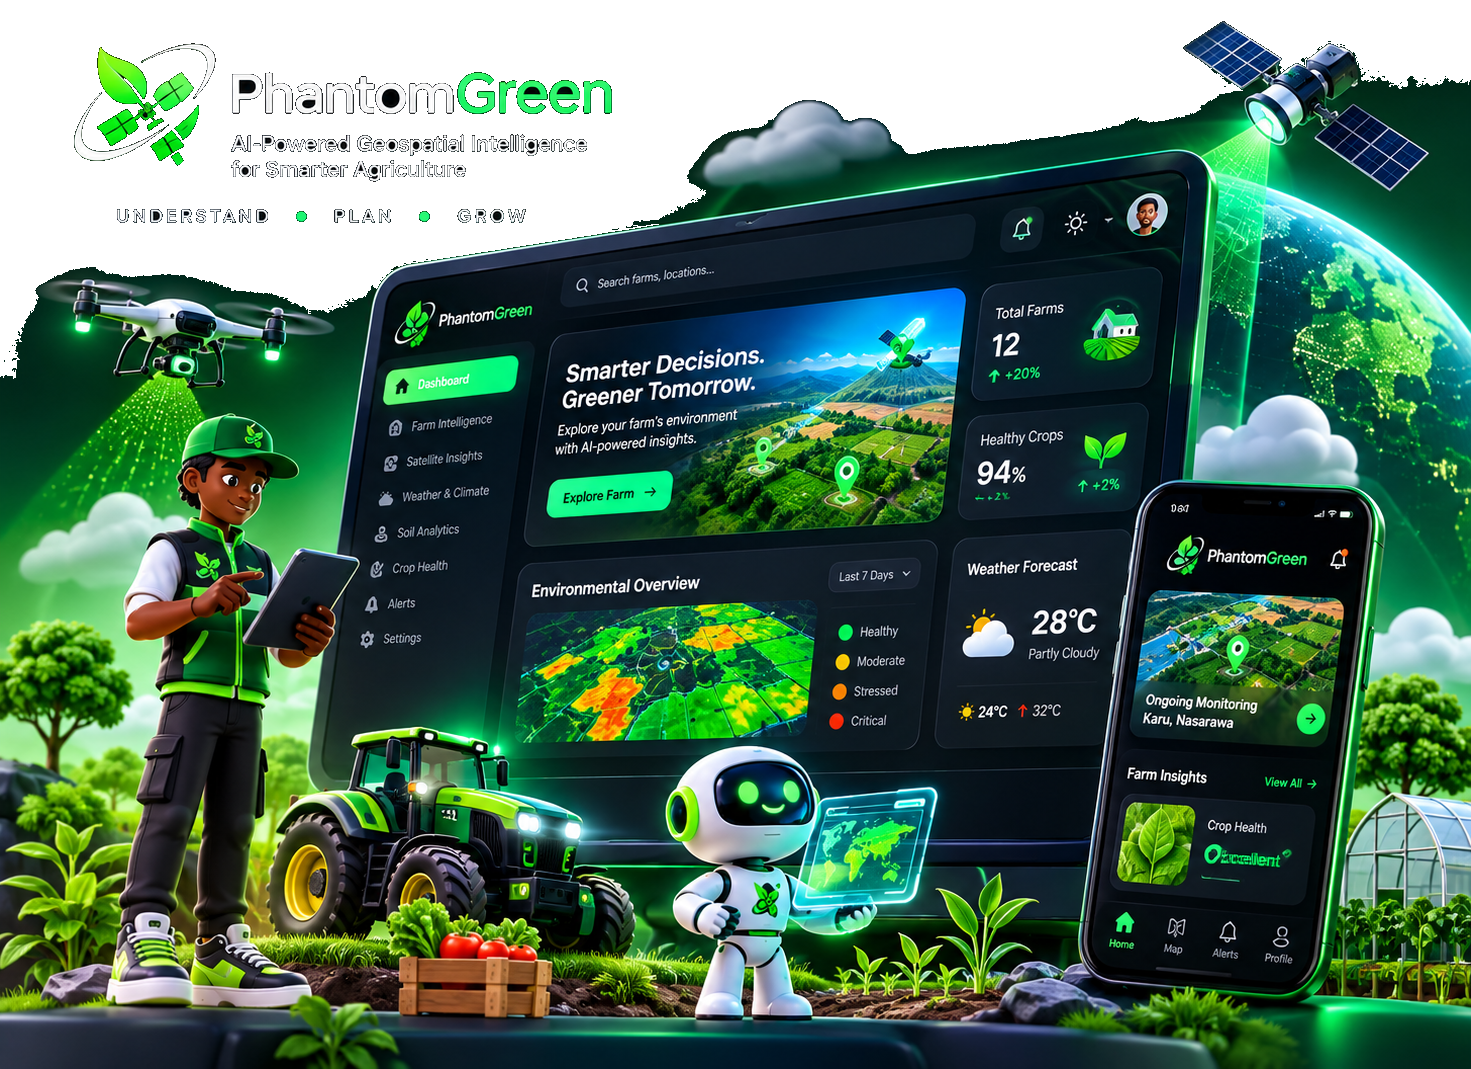 PhantomGreen
AI-Powered Geospatial Intelligence
for Smarter Agriculture
UNDERSTAND • PLAN • GROW
PhantomGreen
Search farms, locations...
Dashboard
Farm Intelligence
Satellite Insights
Weather & Climate
Soil Analytics
Crop Health
Alerts
Settings
Smarter Decisions.
Greener Tomorrow.
Explore your farm's environment
with AI-powered insights.
Explore Farm →
Total Farms
12
↑ +20%
Healthy Crops
94%
↑ +2%
Environmental Overview
Last 7 Days
Healthy
Moderate
Stressed
Critical
Weather Forecast
28°C
Partly Cloudy
24°C ↑ 32°C
PhantomGreen
Ongoing Monitoring
Karu, Nasarawa
Farm Insights
View All →
Crop Health
Home
Map
Alerts
Profile